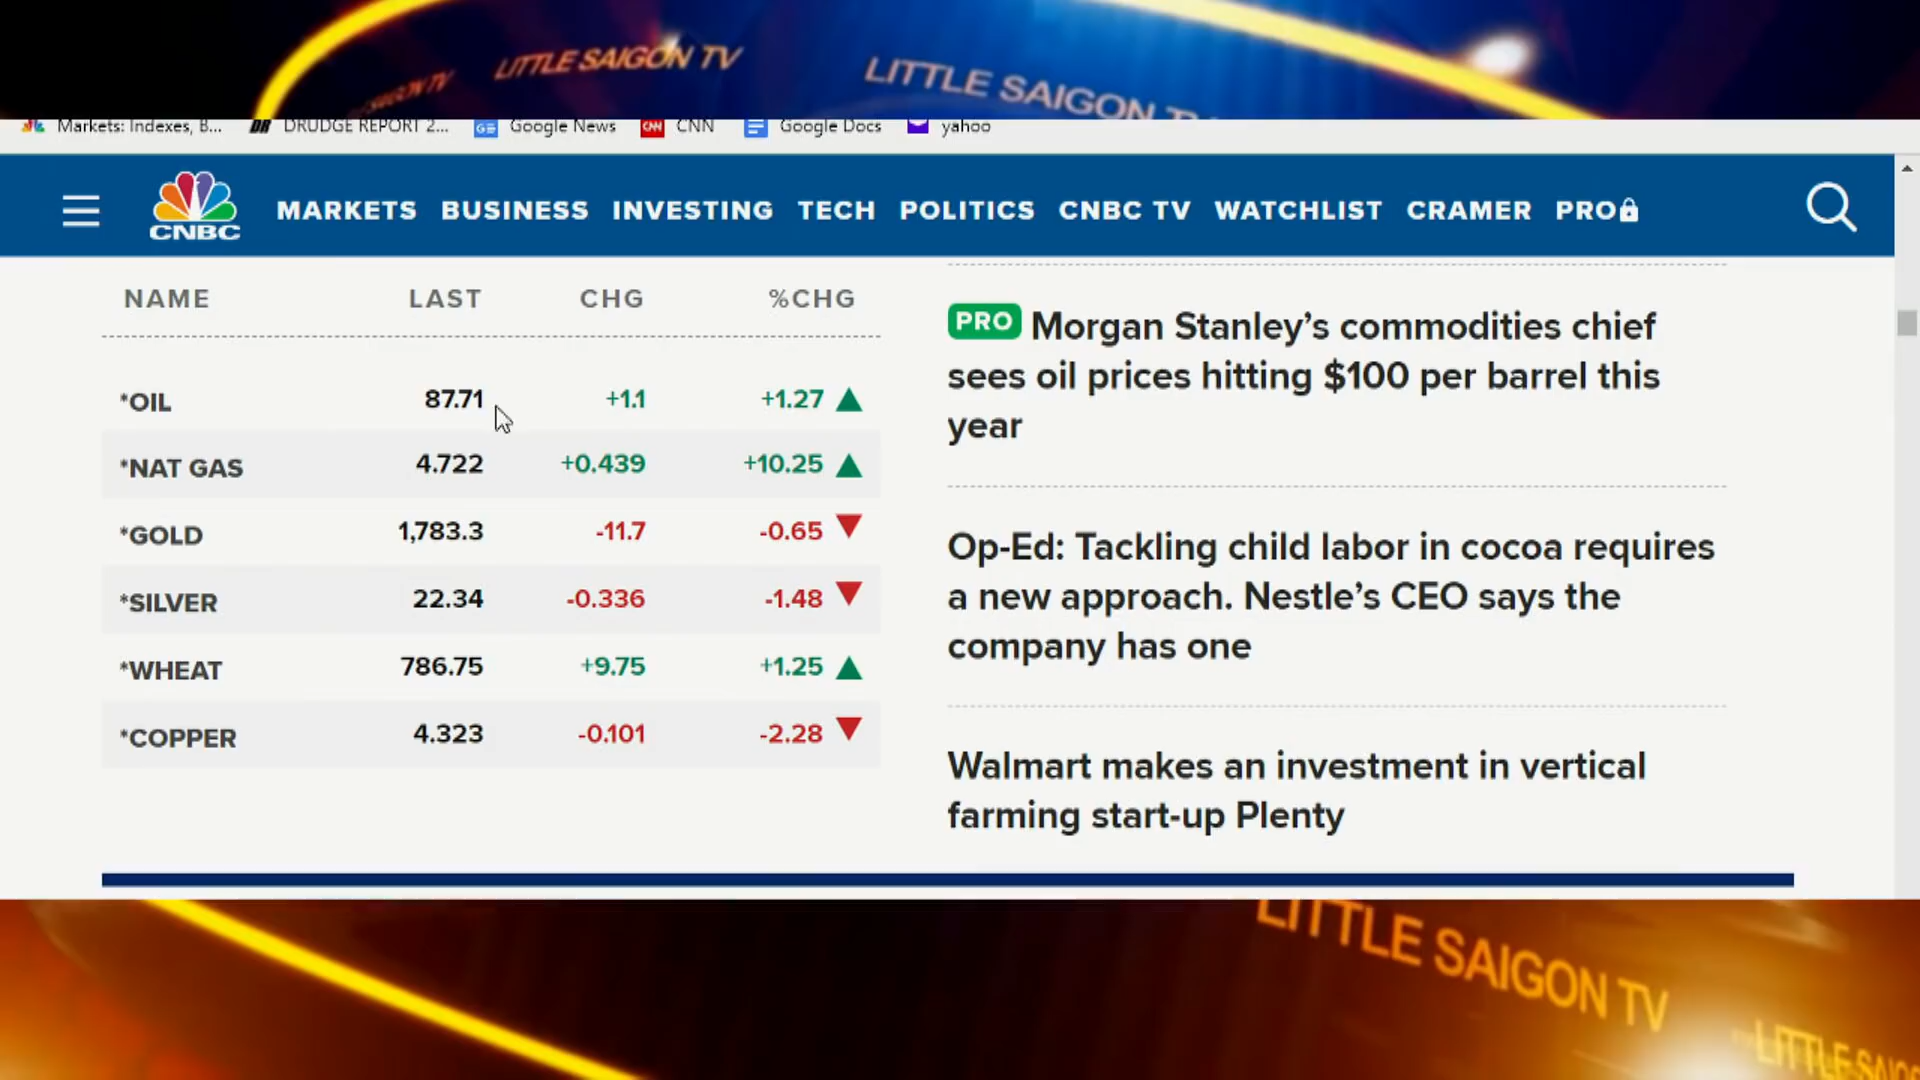 LITTLE SAIGON TV
LITTLE SAIGON TV
LITTLE SAIGON TV
Markets: Indexes, B... DRUDGE REPORT 2... Google News CNN Google Docs yahoo
CNBC MARKETS BUSINESS INVESTING TECH POLITICS CNBC TV WATCHLIST CRAMER PRO
NAME LAST CHG %CHG
*OIL 87.71 +1.1 +1.27
*NAT GAS 4.722 +0.439 +10.25
*GOLD 1,783.3 -11.7 -0.65
*SILVER 22.34 -0.336 -1.48
*WHEAT 786.75 +9.75 +1.25
*COPPER 4.323 -0.101 -2.28
PRO Morgan Stanley’s commodities chief
sees oil prices hitting $100 per barrel this
year
Op-Ed: Tackling child labor in cocoa requires
a new approach. Nestle’s CEO says the
company has one
Walmart makes an investment in vertical
farming start-up Plenty
LITTLE SAIGON TV
LITTLE SAIGON